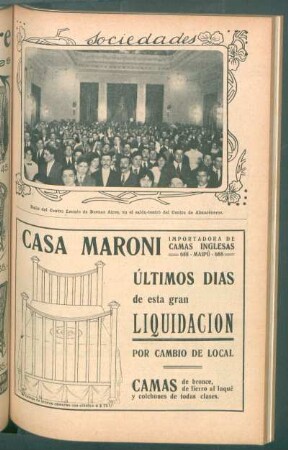 Sociedades
Baile del Centro
de Buenos Aires, en el salón-teatro del Centro de Almaceneros.
CASA MARONI
IMPORTADORA DE
CAMAS INGLESAS
MAIPÚ
ÚLTIMOS DIAS
de esta gran
LIQUIDACION
POR CAMBIO DE LOCAL
CAMAS
de bronce,
de fierro al laqué
y colchones de todas clases.